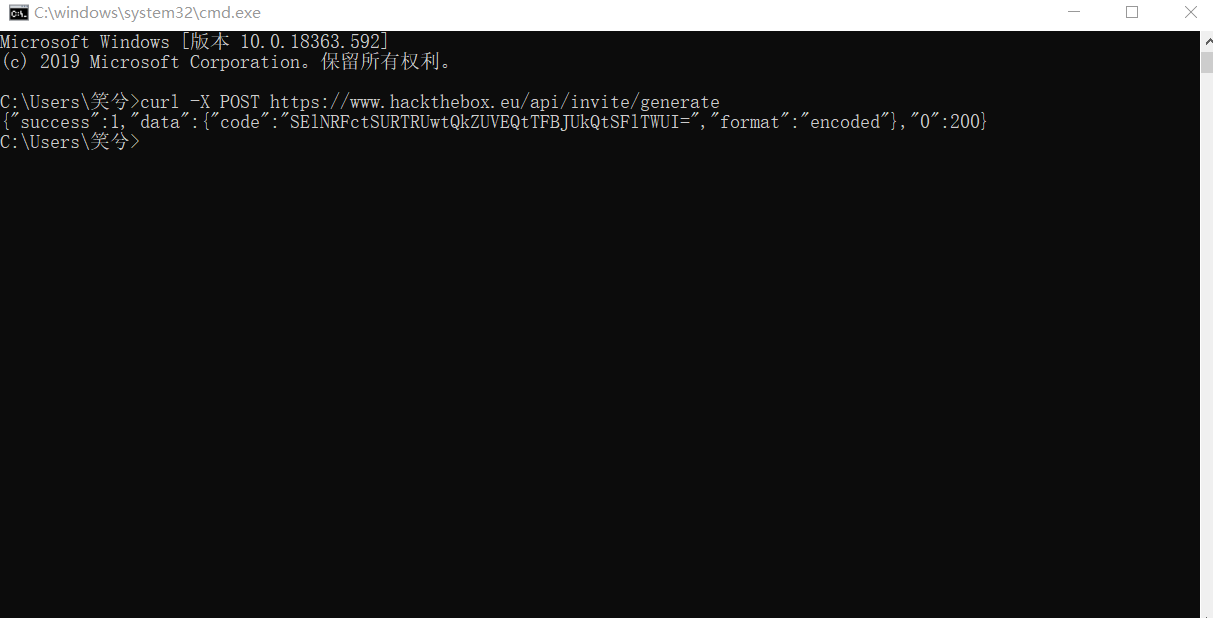 C:\windows\system32\cmd.exe
Microsoft Windows [版本 10.0.18363.592]
(c) 2019 Microsoft Corporation。保留所有权利。
C:\Users\笑兮>curl -X POST https://www.hackthebox.eu/api/invite/generate
{"success":1,"data":{"code":"SElNRFctSURTRUwtQkZUVEQtTFBJUkQtSFlTWUI=","format":"encoded"},"0":200}
C:\Users\笑兮>